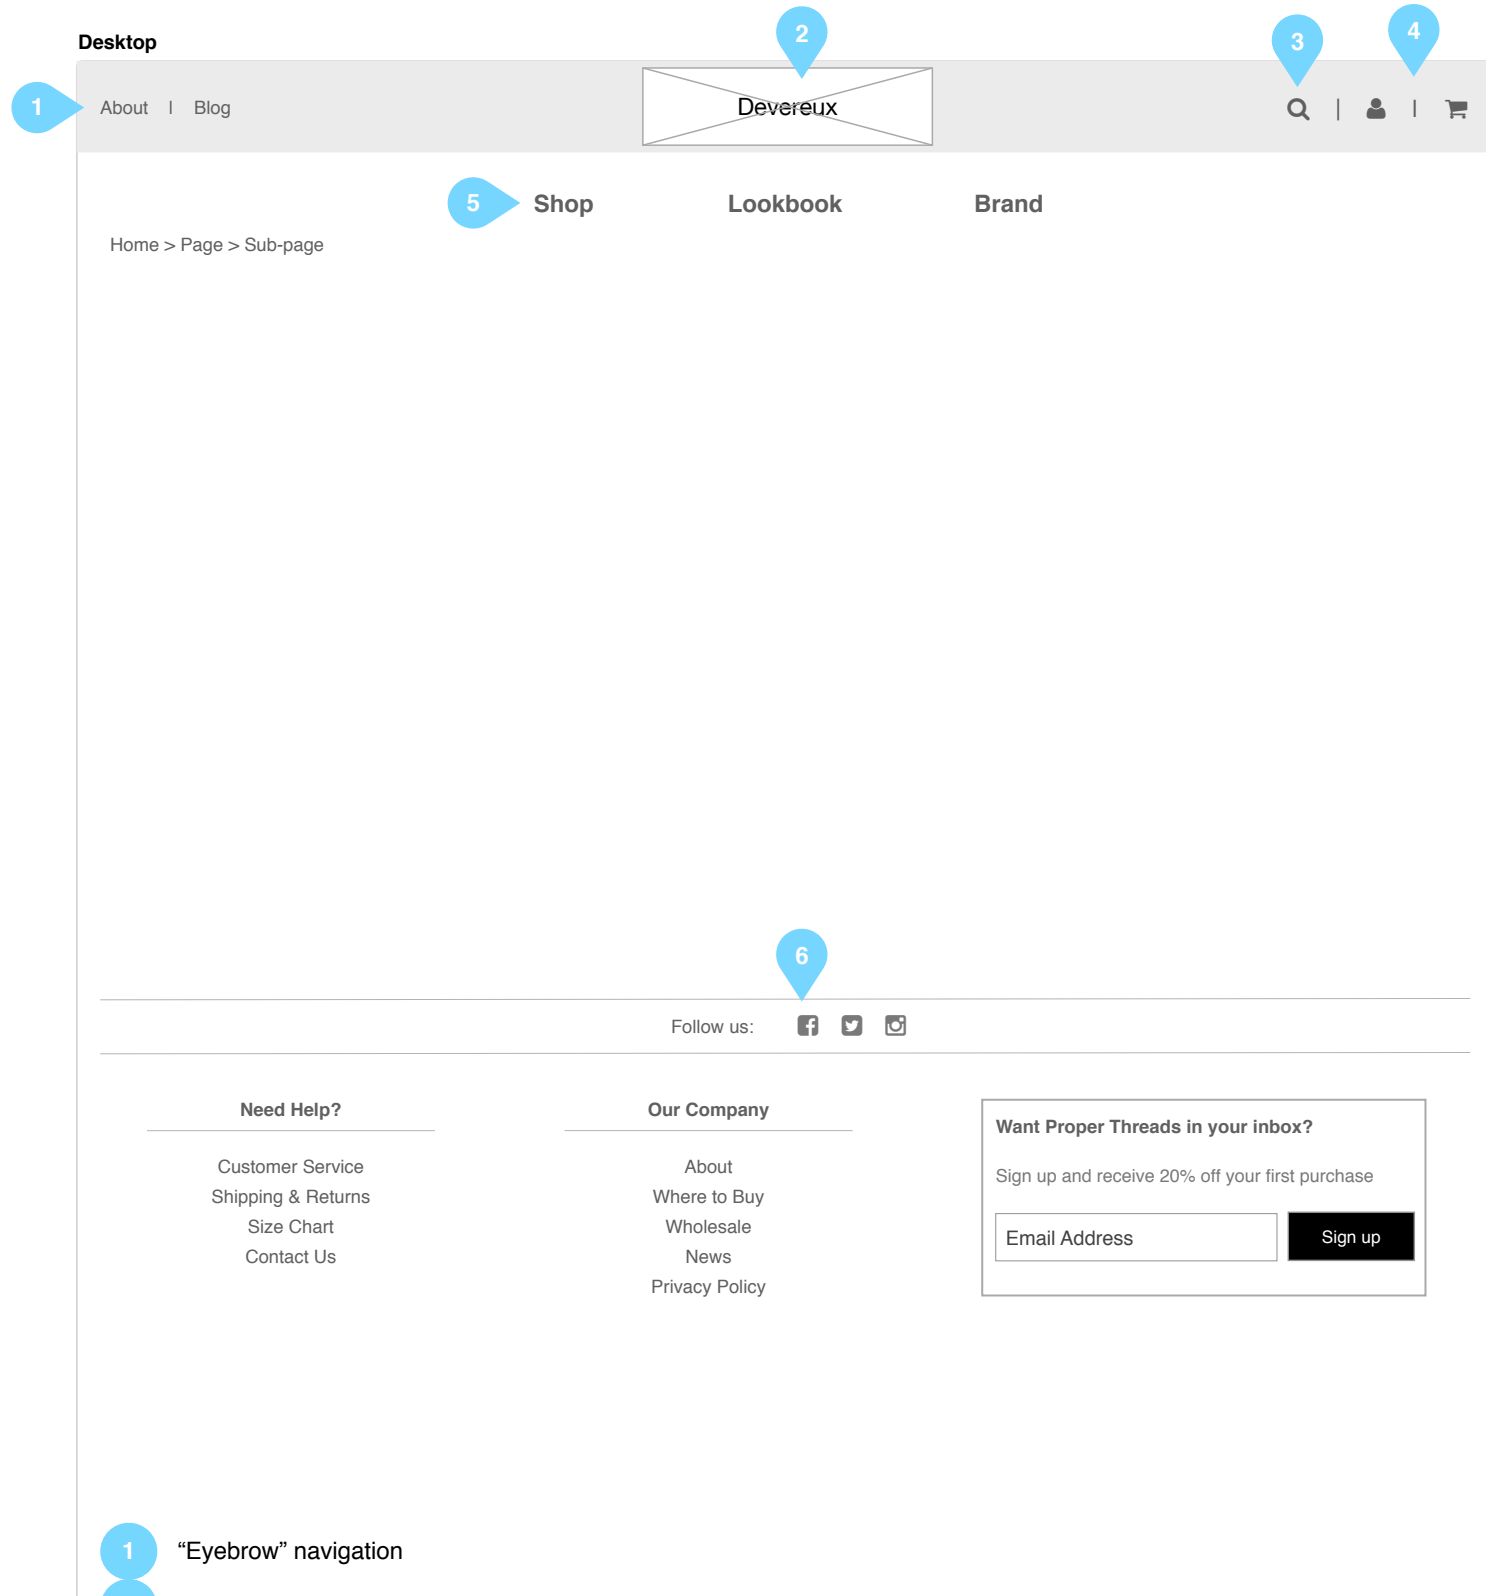 Desktop
2
3
4
1
About | Blog
Devereux
| |
5
Shop Lookbook Brand
Home > Page > Sub-page
6
Follow us:
Need Help?
Customer Service
Shipping & Returns
Size Chart
Contact Us
Our Company
About
Where to Buy
Wholesale
News
Privacy Policy
Want Proper Threads in your inbox?
Sign up and receive 20% off your first purchase
Email Address
Sign up
1 “Eyebrow” navigation